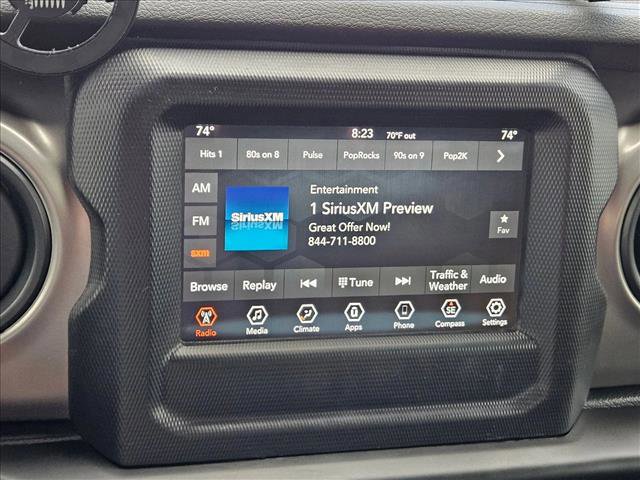 74° 8:23 70°F out 74°
Hits 1 80s on 8 Pulse PopRocks 90s on 9 Pop2K
AM
FM
sxm
SiriusXM
Entertainment
1 SiriusXM Preview
Great Offer Now!
844-711-8800
Fav
Browse Replay Tune Traffic & Weather Audio
SE
Radio Media Climate Apps Phone Compass Settings